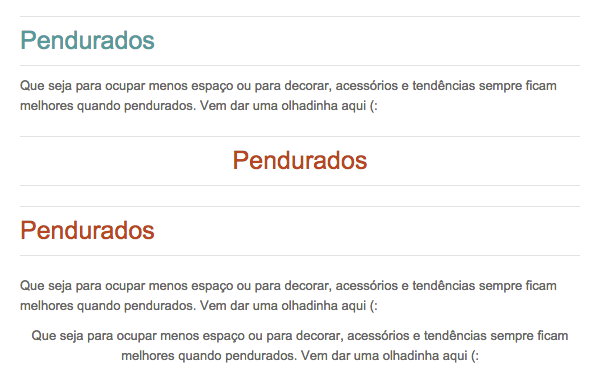 Pendurados
Que seja para ocupar menos espaço ou para decorar, acessórios e tendências sempre ficam
melhores quando pendurados. Vem dar uma olhadinha aqui (:
Pendurados
Pendurados
Que seja para ocupar menos espaço ou para decorar, acessórios e tendências sempre ficam
melhores quando pendurados. Vem dar uma olhadinha aqui (:
Que seja para ocupar menos espaço ou para decorar, acessórios e tendências sempre ficam
melhores quando pendurados. Vem dar uma olhadinha aqui (: